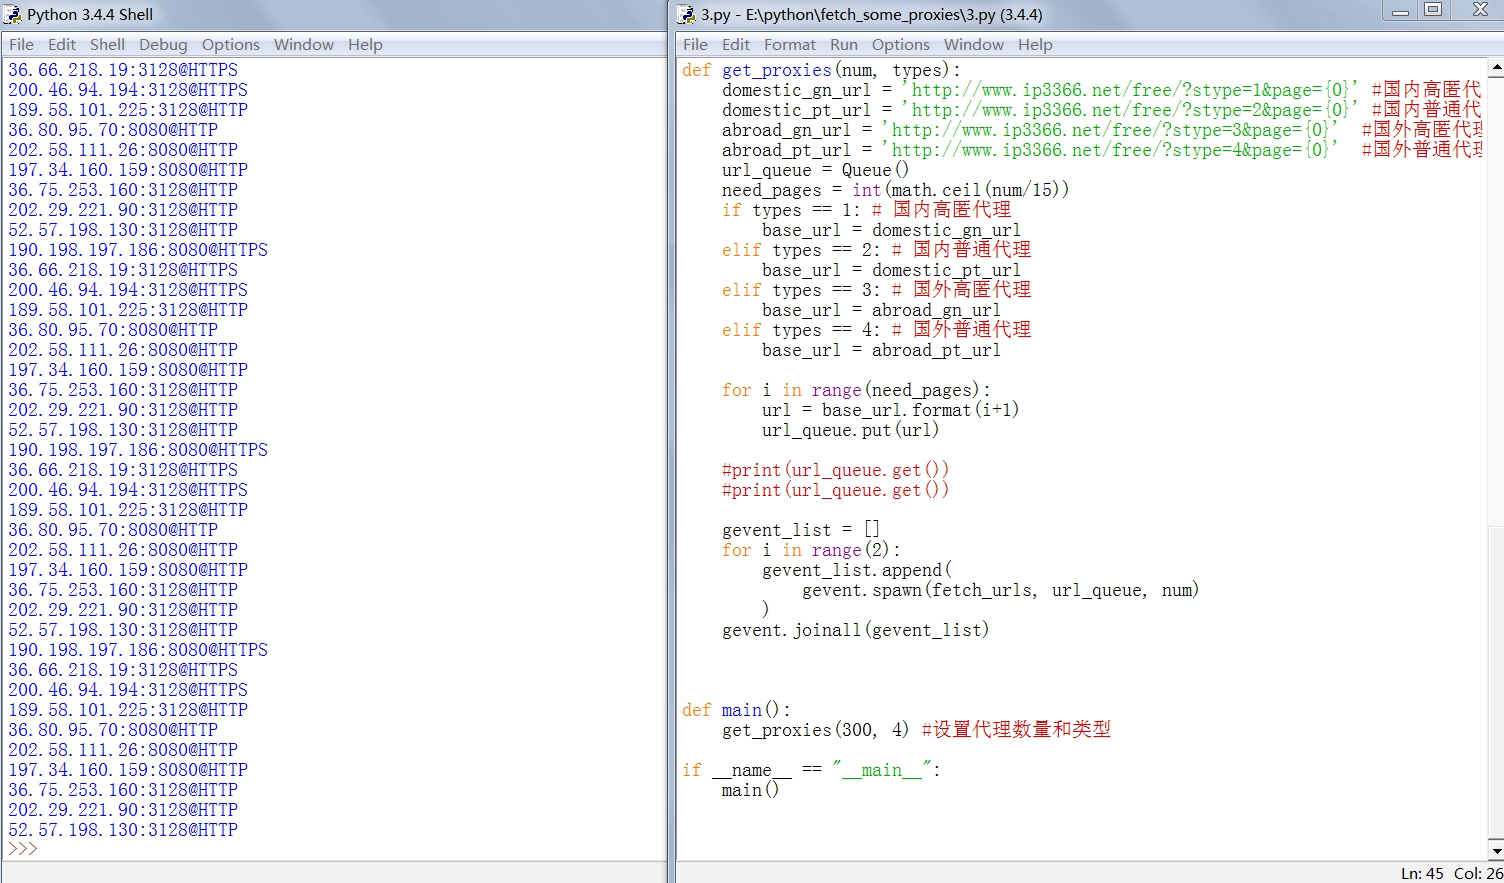 Python 3.4.4 Shell
File Edit Shell Debug Options Window Help
36.66.218.19:3128@HTTPS
200.46.94.194:3128@HTTPS
189.58.101.225:3128@HTTP
36.80.95.70:8080@HTTP
202.58.111.26:8080@HTTP
197.34.160.159:8080@HTTP
36.75.253.160:3128@HTTP
202.29.221.90:3128@HTTP
52.57.198.130:3128@HTTP
190.198.197.186:8080@HTTPS
36.66.218.19:3128@HTTPS
200.46.94.194:3128@HTTPS
189.58.101.225:3128@HTTP
36.80.95.70:8080@HTTP
202.58.111.26:8080@HTTP
197.34.160.159:8080@HTTP
36.75.253.160:3128@HTTP
202.29.221.90:3128@HTTP
52.57.198.130:3128@HTTP
190.198.197.186:8080@HTTPS
36.66.218.19:3128@HTTPS
200.46.94.194:3128@HTTPS
189.58.101.225:3128@HTTP
36.80.95.70:8080@HTTP
202.58.111.26:8080@HTTP
197.34.160.159:8080@HTTP
36.75.253.160:3128@HTTP
202.29.221.90:3128@HTTP
52.57.198.130:3128@HTTP
190.198.197.186:8080@HTTPS
36.66.218.19:3128@HTTPS
200.46.94.194:3128@HTTPS
189.58.101.225:3128@HTTP
36.80.95.70:8080@HTTP
202.58.111.26:8080@HTTP
197.34.160.159:8080@HTTP
36.75.253.160:3128@HTTP
202.29.221.90:3128@HTTP
52.57.198.130:3128@HTTP
>>>
3.py - E:\python\fetch_some_proxies\3.py (3.4.4)
File Edit Format Run Options Window Help
def get_proxies(num, types):
    domestic_gn_url = 'http://www.ip3366.net/free/?stype=1&page={0}' #国内高匿代
    domestic_pt_url = 'http://www.ip3366.net/free/?stype=2&page={0}' #国内普通代
    abroad_gn_url = 'http://www.ip3366.net/free/?stype=3&page={0}'  #国外高匿代理
    abroad_pt_url = 'http://www.ip3366.net/free/?stype=4&page={0}'  #国外普通代理
    url_queue = Queue()
    need_pages = int(math.ceil(num/15))
    if types == 1: # 国内高匿代理
        base_url = domestic_gn_url
    elif types == 2: # 国内普通代理
        base_url = domestic_pt_url
    elif types == 3: # 国外高匿代理
        base_url = abroad_gn_url
    elif types == 4: # 国外普通代理
        base_url = abroad_pt_url
    for i in range(need_pages):
        url = base_url.format(i+1)
        url_queue.put(url)
    #print(url_queue.get())
    #print(url_queue.get())
    gevent_list = []
    for i in range(2):
        gevent_list.append(
            gevent.spawn(fetch_urls, url_queue, num)
        )
    gevent.joinall(gevent_list)
def main():
    get_proxies(300, 4) #设置代理数量和类型
if __name__ == "__main__":
    main()
Ln: 45 Col: 26